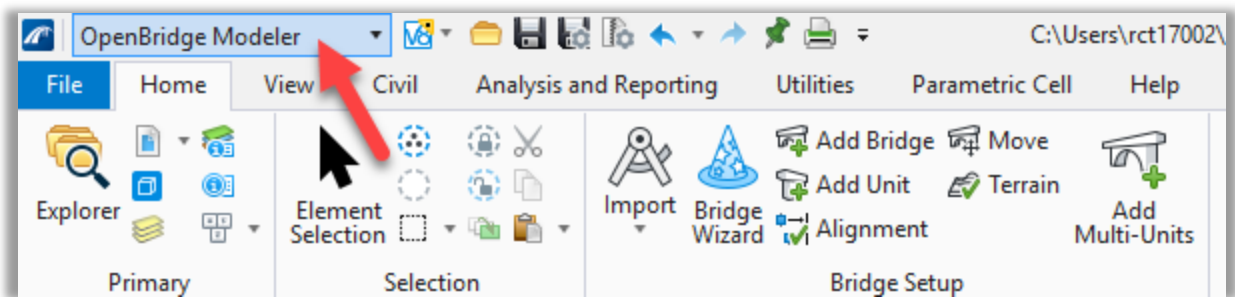 OpenBridge Modeler
C:\Users\rct17002\
File Home View Civil Analysis and Reporting Utilities Parametric Cell Help
Explorer
Element
Selection
Import
Bridge
Wizard
Add Bridge
Move
Add Unit
Terrain
Alignment
Add
Multi-Units
Primary Selection Bridge Setup